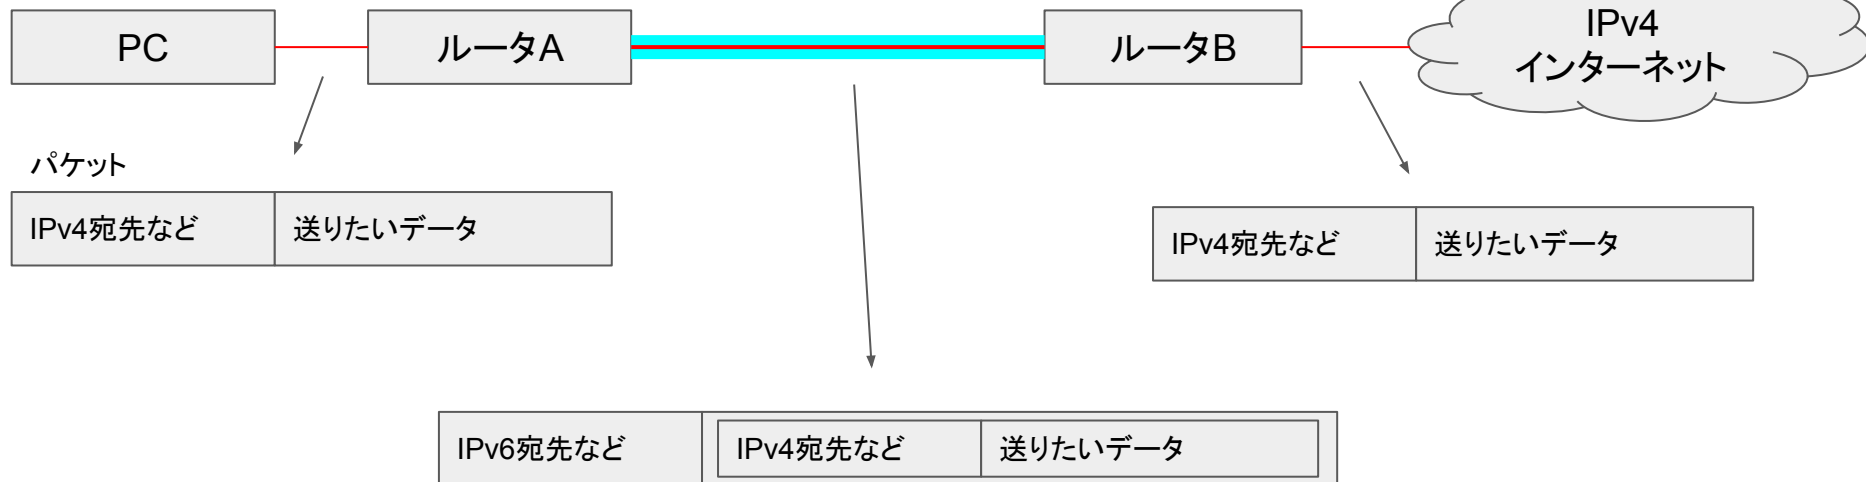 PC
ルータA
ルータB
IPv4
インターネット
パケット
IPv4宛先など
送りたいデータ
IPv4宛先など
送りたいデータ
IPv6宛先など
IPv4宛先など
送りたいデータ